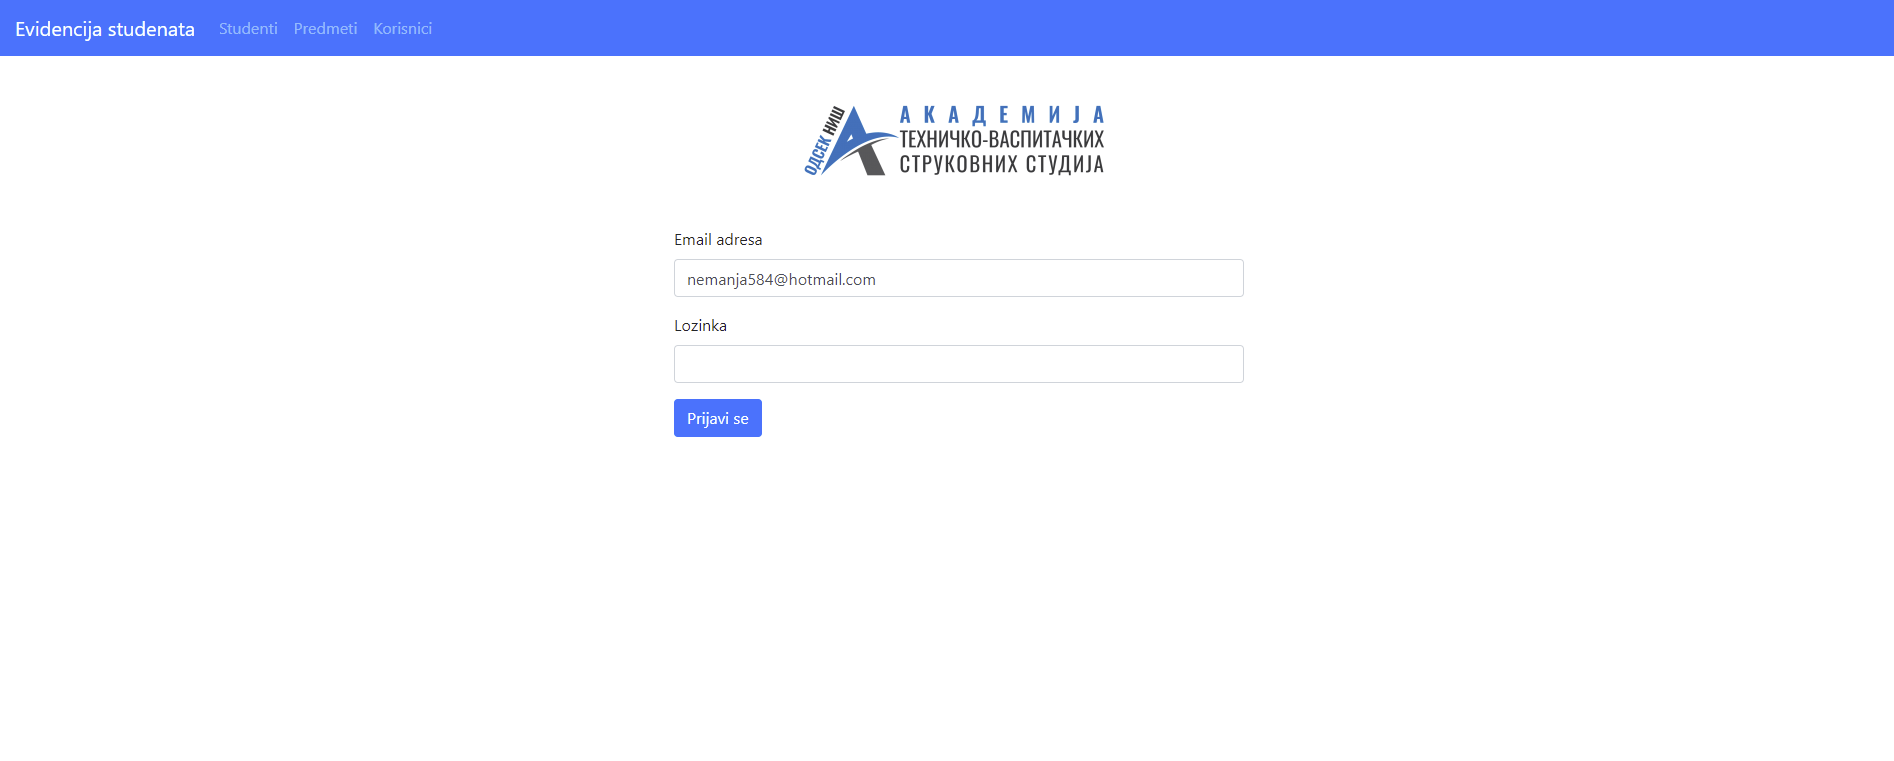 Evidencija studenata Studenti Predmeti Korisnici
ОДСЕК НИШ
АКАДЕМИЈА
ТЕХНИЧКО-ВАСПИТАЧКИХ
СТРУКОВНИХ СТУДИЈА
Email adresa
nemanja584@hotmail.com
Lozinka
Prijavi se